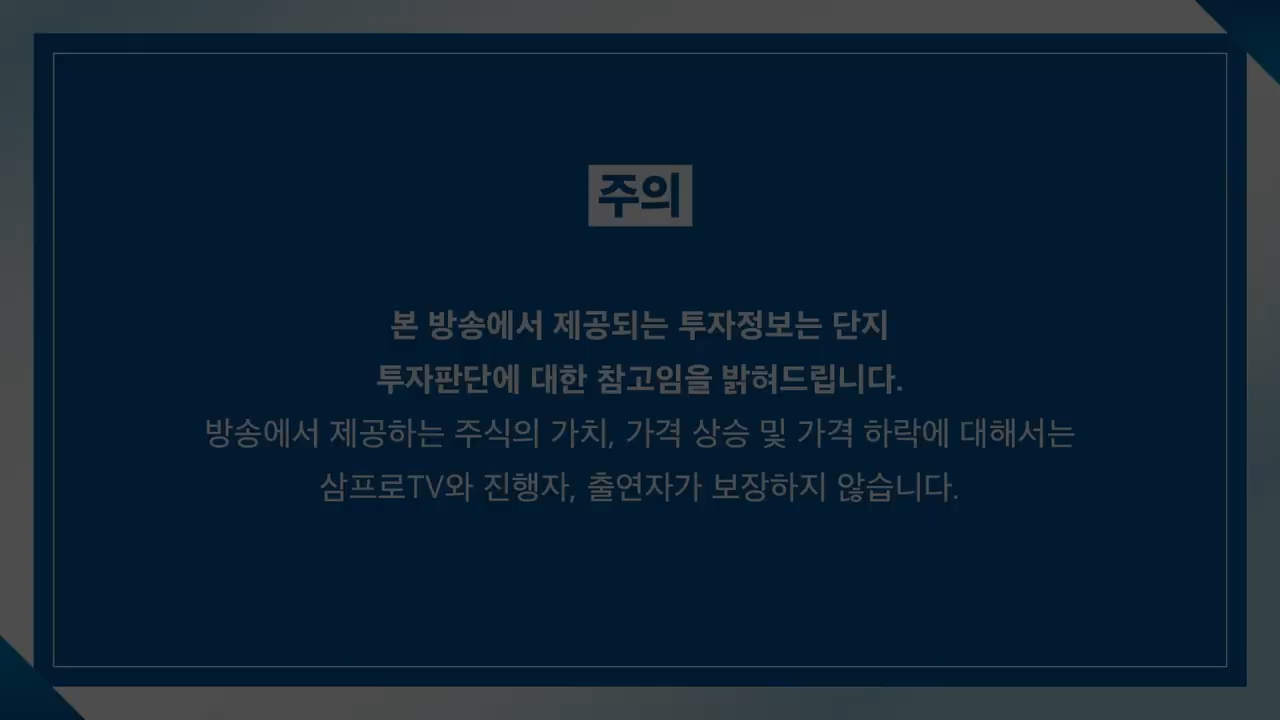 주의
본 방송에서 제공되는 투자정보는 단지
투자판단에 대한 참고임을 밝혀드립니다.
방송에서 제공하는 주식의 가치, 가격 상승 및 가격 하락에 대해서는
삼프로TV와 진행자, 출연자가 보장하지 않습니다.